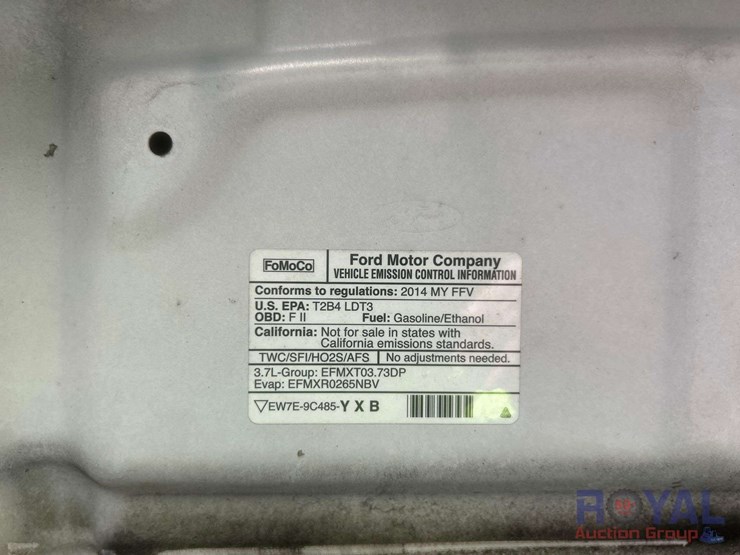 FoMoCo
Ford Motor Company
VEHICLE EMISSION CONTROL INFORMATION
Conforms to regulations: 2014 MY FFV
U.S. EPA: T2B4 LDT3
OBD: F II Fuel: Gasoline/Ethanol
California: Not for sale in states with
California emissions standards.
TWC/SFI/HO2S/AFS No adjustments needed.
3.7L-Group: EFMXT03.73DP
Evap: EFMXR0265NBV
EW7E-9C485-Y X B
ROYAL
Auction Group